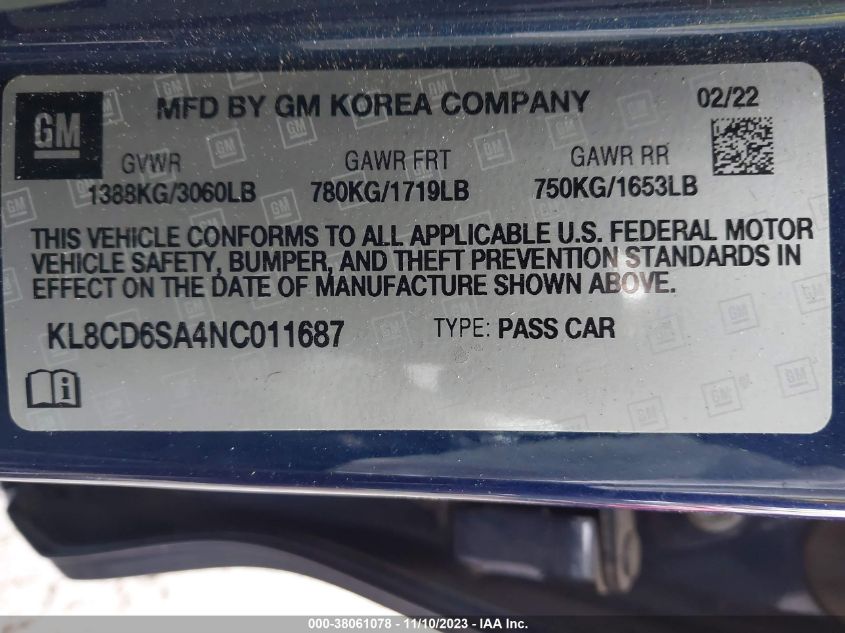 GM
MFD BY GM KOREA COMPANY 02/22
GVWR GAWR FRT GAWR RR
1388KG/3060LB 780KG/1719LB 750KG/1653LB
THIS VEHICLE CONFORMS TO ALL APPLICABLE U.S. FEDERAL MOTOR
VEHICLE SAFETY, BUMPER, AND THEFT PREVENTION STANDARDS IN
EFFECT ON THE DATE OF MANUFACTURE SHOWN ABOVE.
KL8CD6SA4NC011687 TYPE: PASS CAR
000-38061078 — 11/10/2023 — IAA Inc.